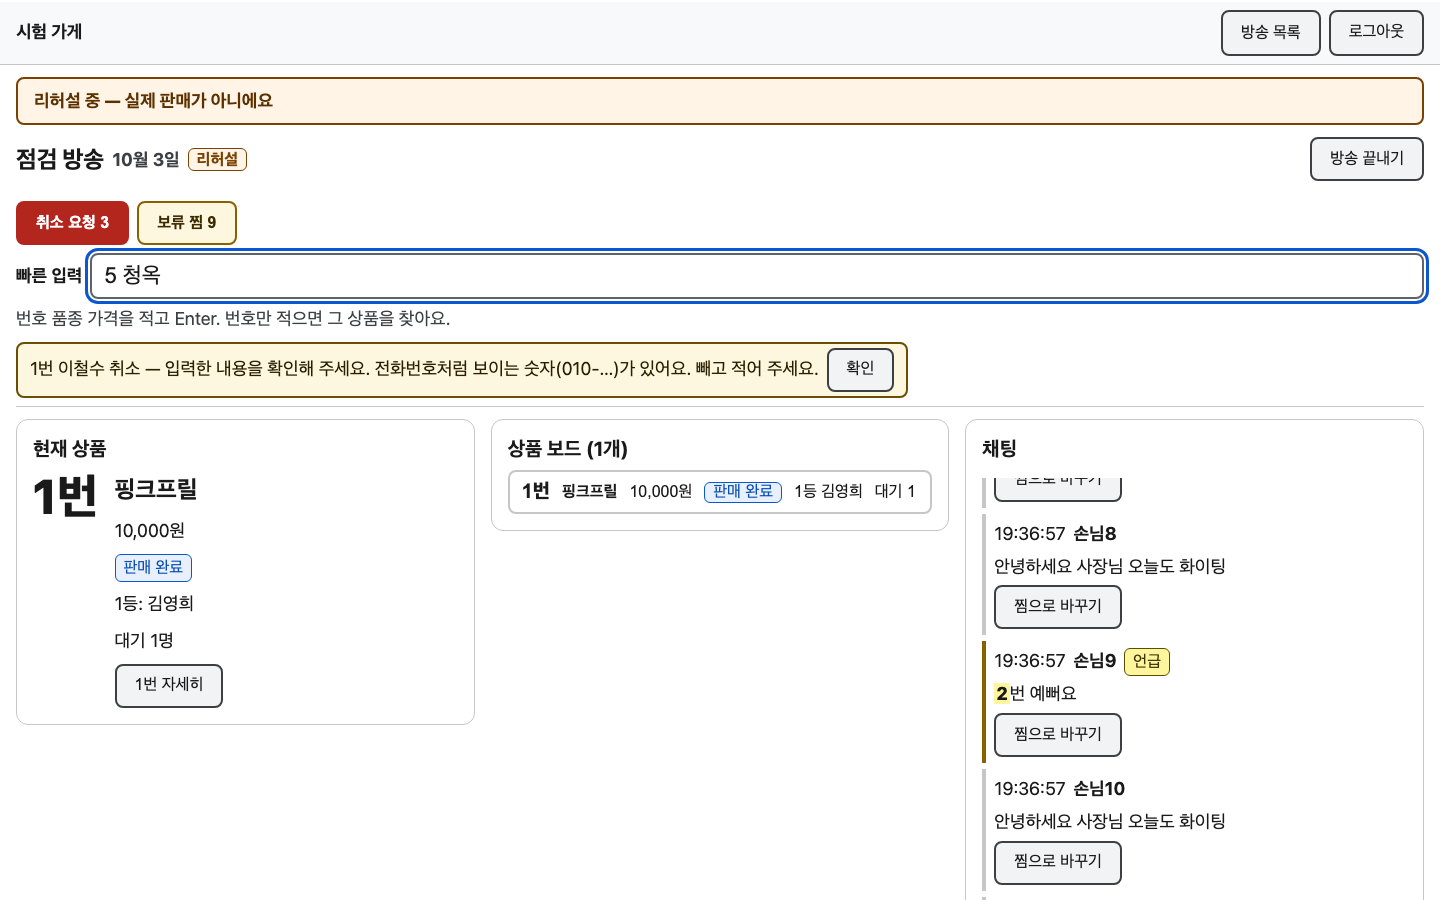 시험 가게
방송 목록
로그아웃
리허설 중 — 실제 판매가 아니에요
점검 방송 10월 3일 리허설
방송 끝내기
취소 요청 3
보류 찜 9
빠른 입력
5 청옥
번호 품종 가격을 적고 Enter. 번호만 적으면 그 상품을 찾아요.
1번 이철수 취소 — 입력한 내용을 확인해 주세요. 전화번호처럼 보이는 숫자(010-...)가 있어요. 빼고 적어 주세요. 확인
현재 상품
1번 핑크프릴
10,000원
판매 완료
1등: 김영희
대기 1명
1번 자세히
상품 보드 (1개)
1번 핑크프릴 10,000원 판매 완료 1등 김영희 대기 1
채팅
찜으로 바꾸기
19:36:57 손님8
안녕하세요 사장님 오늘도 화이팅
찜으로 바꾸기
19:36:57 손님9 언급
2번 예뻐요
찜으로 바꾸기
19:36:57 손님10
안녕하세요 사장님 오늘도 화이팅
찜으로 바꾸기